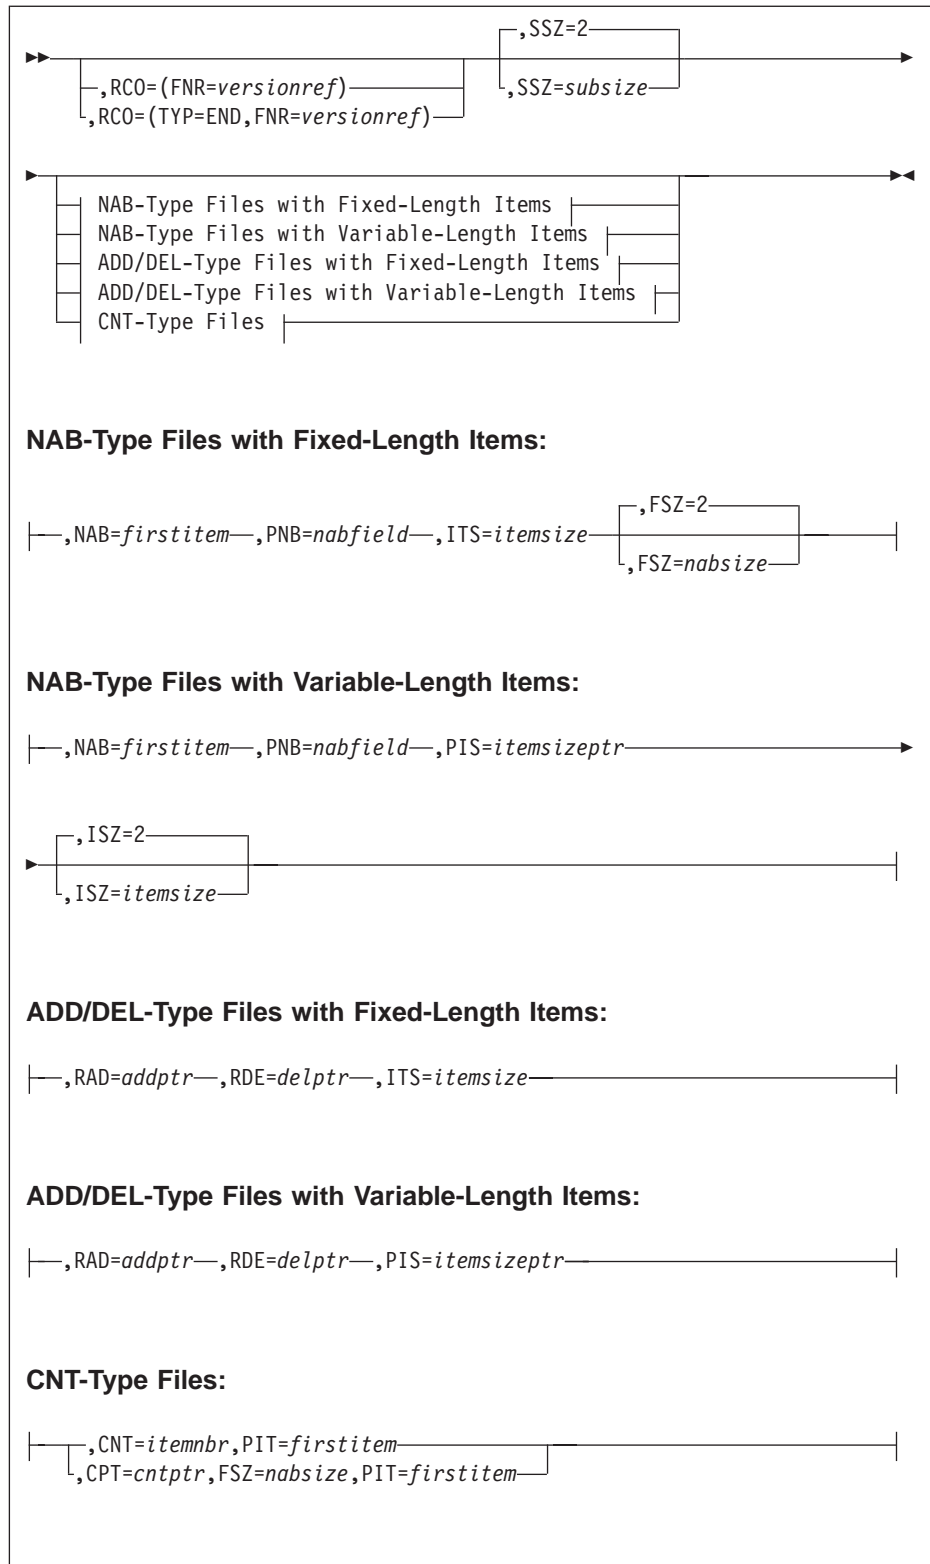 ,SSZ=2
,RCO=(FNR=versionref)
,SSZ=subsize
,RCO=(TYP=END,FNR=versionref)
NAB-Type Files with Fixed-Length Items
NAB-Type Files with Variable-Length Items
ADD/DEL-Type Files with Fixed-Length Items
ADD/DEL-Type Files with Variable-Length Items
CNT-Type Files
NAB-Type Files with Fixed-Length Items:
,FSZ=2
,NAB=firstitem ,PNB=nabfield ,ITS=itemsize
,FSZ=nabsize
NAB-Type Files with Variable-Length Items:
,NAB=firstitem ,PNB=nabfield ,PIS=itemsizeptr
,ISZ=2
,ISZ=itemsize
ADD/DEL-Type Files with Fixed-Length Items:
,RAD=addptr ,RDE=delptr ,ITS=itemsize
ADD/DEL-Type Files with Variable-Length Items:
,RAD=addptr ,RDE=delptr ,PIS=itemsizeptr
CNT-Type Files:
,CNT=itemnbr,PIT=firstitem
,CPT=cntptr,FSZ=nabsize,PIT=firstitem